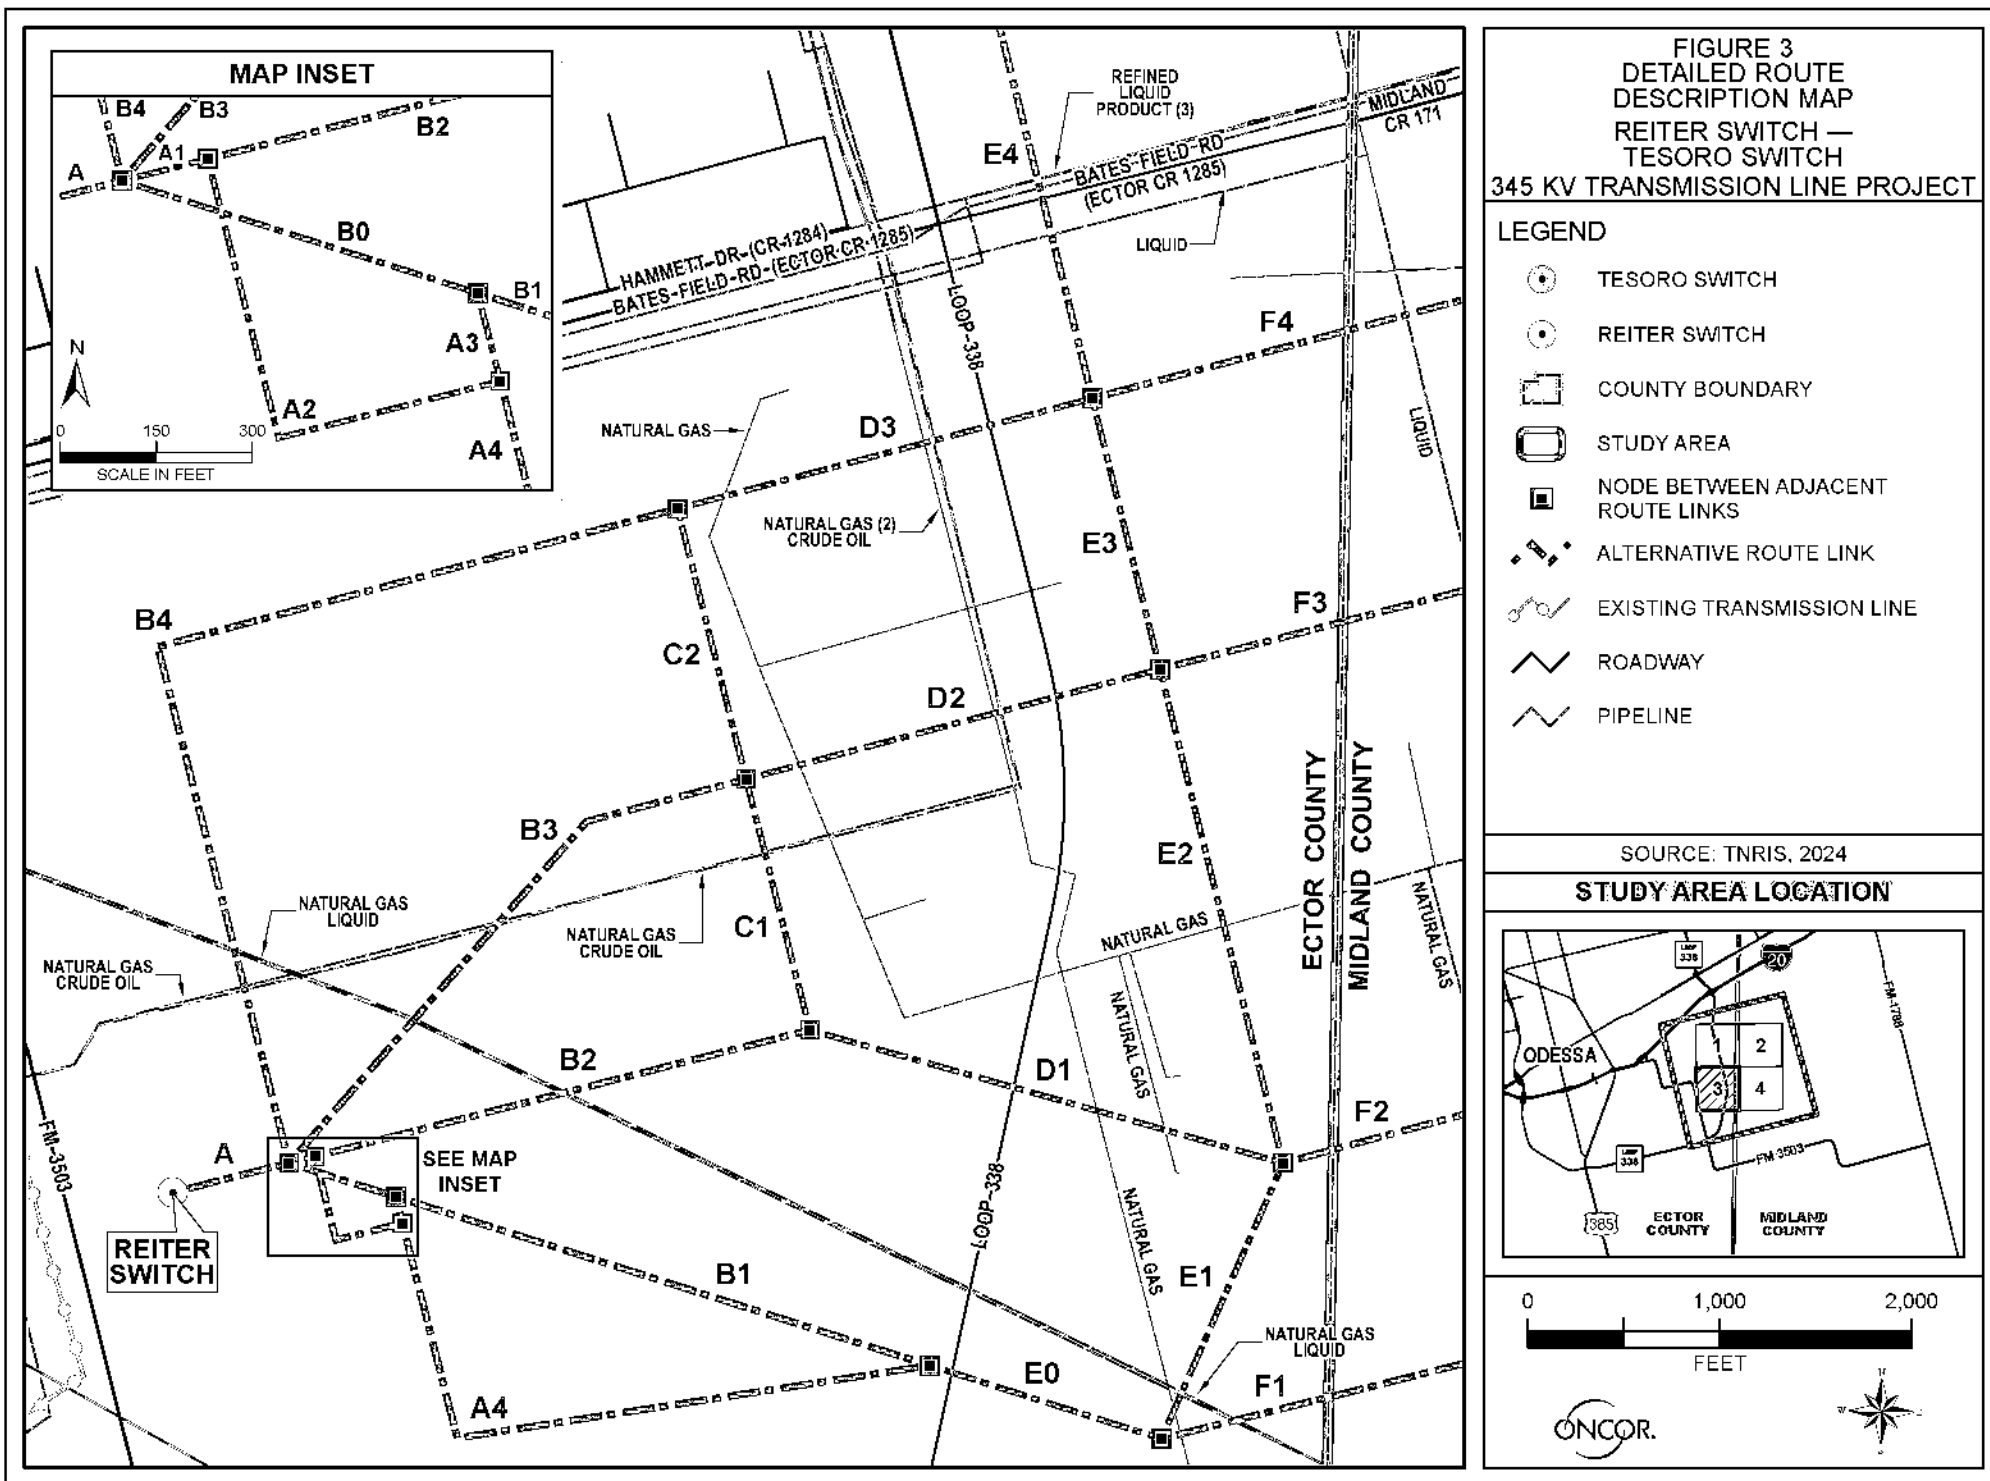 MAP INSET
B4
B3
B2
A1
A
B0
B1
A3
N
A2
A4
0 150 300
SCALE IN FEET
REFINED
LIQUID
PRODUCT (3)
MIDLAND
CR 171
E4
BATES-FIELD-RD
(ECTOR CR 1285)
HAMMETT-DR-(CR-1284)
BATES-FIELD-RD-(ECTOR-CR-1285)
LIQUID
LOOP-338
F4
NATURAL GAS
D3
LIQUID
NATURAL GAS (2)
CRUDE OIL
E3
F3
B4
C2
D2
ECTOR COUNTY
MIDLAND COUNTY
B3
E2
NATURAL GAS
LIQUID
NATURAL GAS
CRUDE OIL
C1
NATURAL GAS
NATURAL GAS
NATURAL GAS
CRUDE OIL
NATURAL GAS
B2
D1
F2
FM-3503
A
SEE MAP
INSET
REITER
SWITCH
LOOP-338
NATURAL GAS
B1
E1
NATURAL GAS
LIQUID
E0
F1
A4
FIGURE 3
DETAILED ROUTE
DESCRIPTION MAP
REITER SWITCH —
TESORO SWITCH
345 KV TRANSMISSION LINE PROJECT
LEGEND
TESORO SWITCH
REITER SWITCH
COUNTY BOUNDARY
STUDY AREA
NODE BETWEEN ADJACENT
ROUTE LINKS
ALTERNATIVE ROUTE LINK
EXISTING TRANSMISSION LINE
ROADWAY
PIPELINE
SOURCE: TNRIS, 2024
STUDY AREA LOCATION
LOOP
338
20
FM-1788
ODESSA
1 2
3 4
LOOP
338
FM-3503
385
ECTOR
COUNTY
MIDLAND
COUNTY
0 1,000 2,000
FEET
ONCOR.